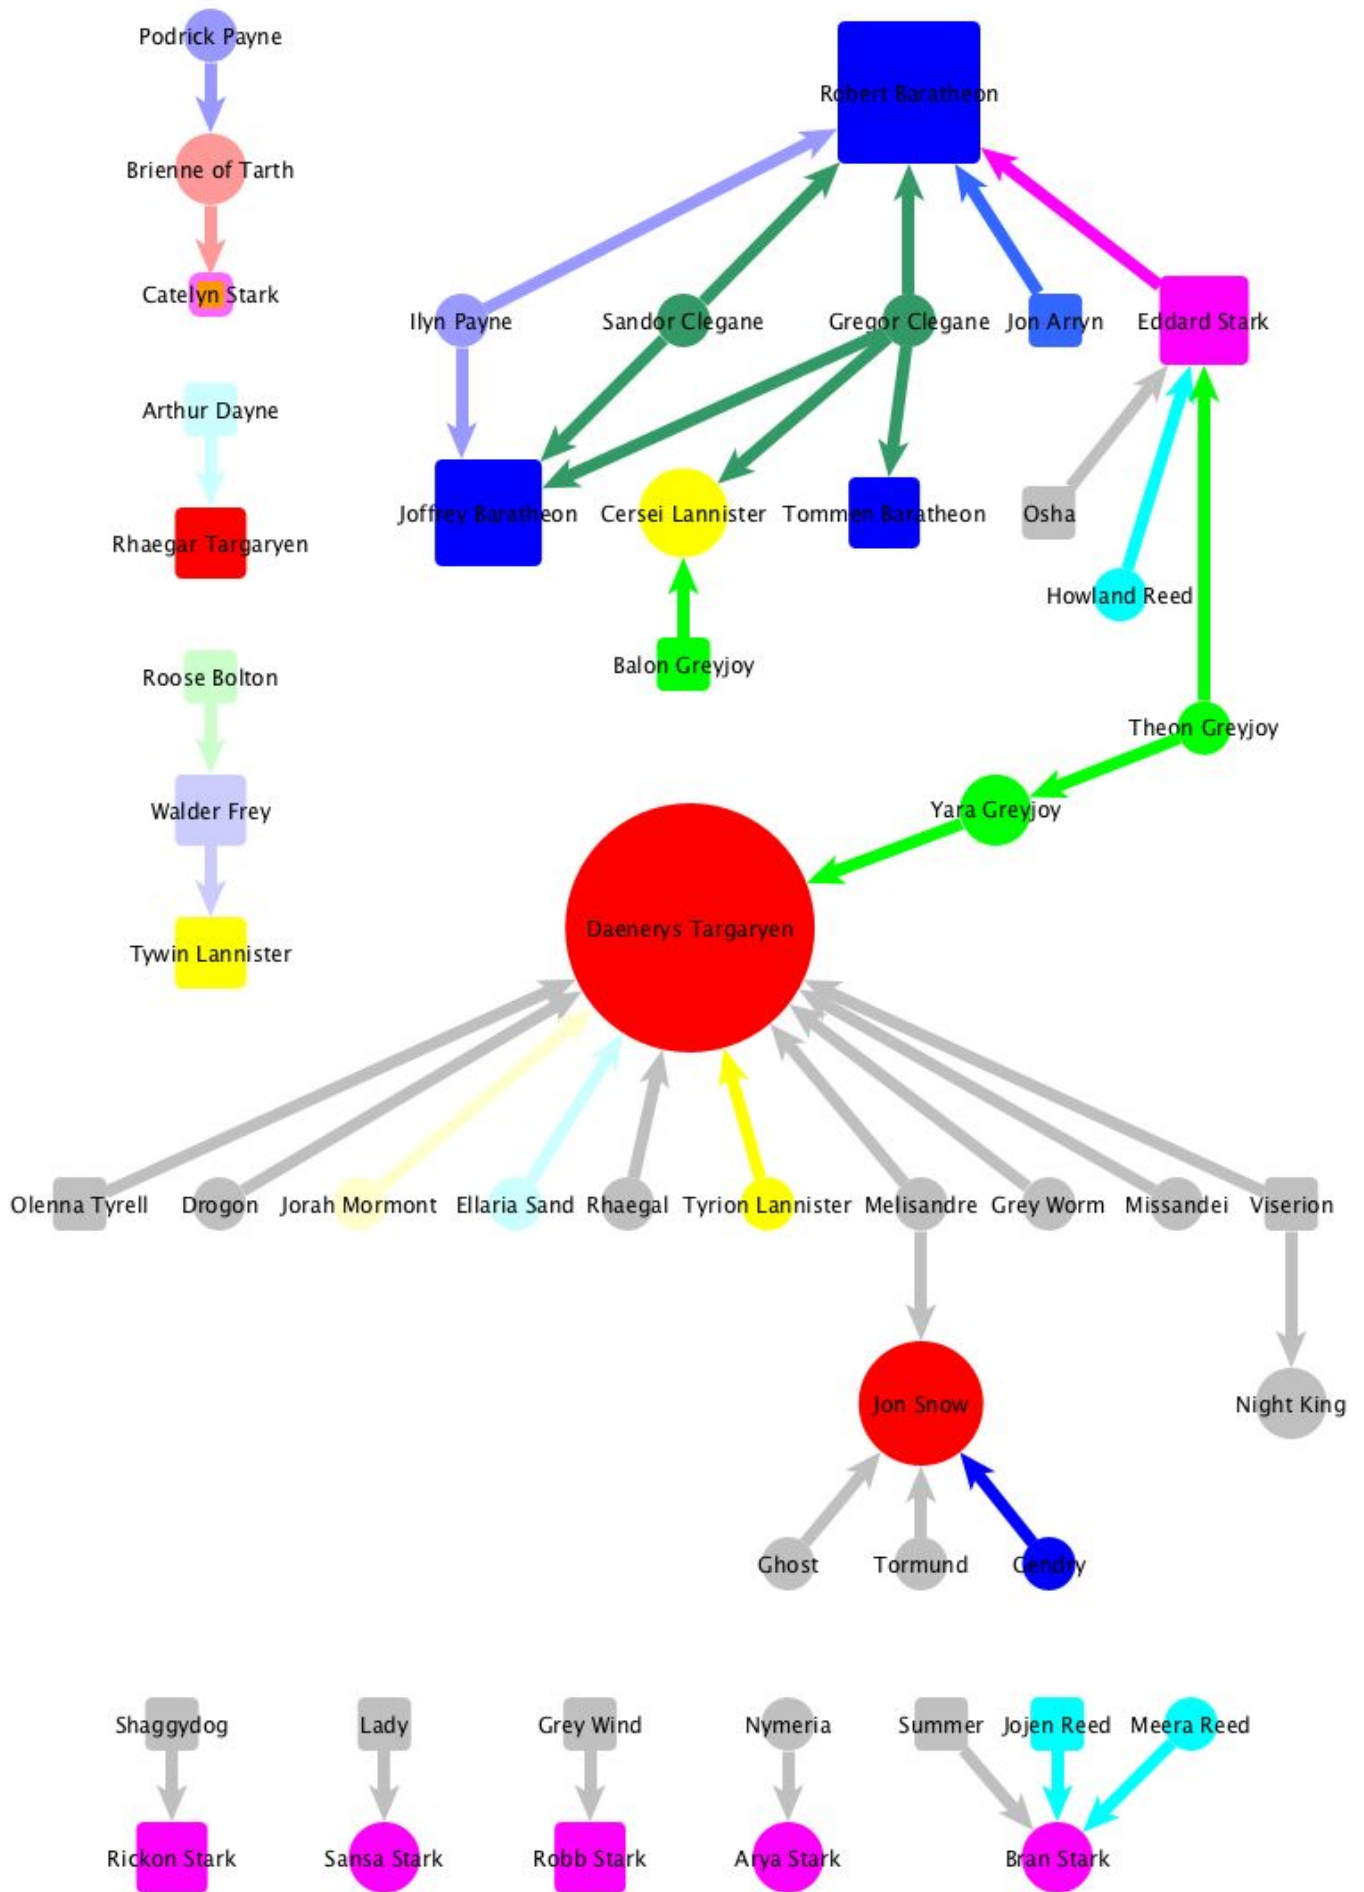 Podrick Payne
Robert Baratheon
Brienne of Tarth
Catelyn Stark
Ilyn Payne
Sandor Clegane
Gregor Clegane
Jon Arryn
Eddard Stark
Arthur Dayne
Joffrey Baratheon
Cersei Lannister
Tommen Baratheon
Osha
Rhaegar Targaryen
Howland Reed
Balon Greyjoy
Roose Bolton
Theon Greyjoy
Walder Frey
Yara Greyjoy
Daenerys Targaryen
Tywin Lannister
Olenna Tyrell
Drogon
Jorah Mormont
Ellaria Sand
Rhaegal
Tyrion Lannister
Melisandre
Grey Worm
Missandei
Viserion
Jon Snow
Night King
Ghost
Tormund
Gendry
Shaggydog
Lady
Grey Wind
Nymeria
Summer
Jojen Reed
Meera Reed
Rickon Stark
Sansa Stark
Robb Stark
Arya Stark
Bran Stark